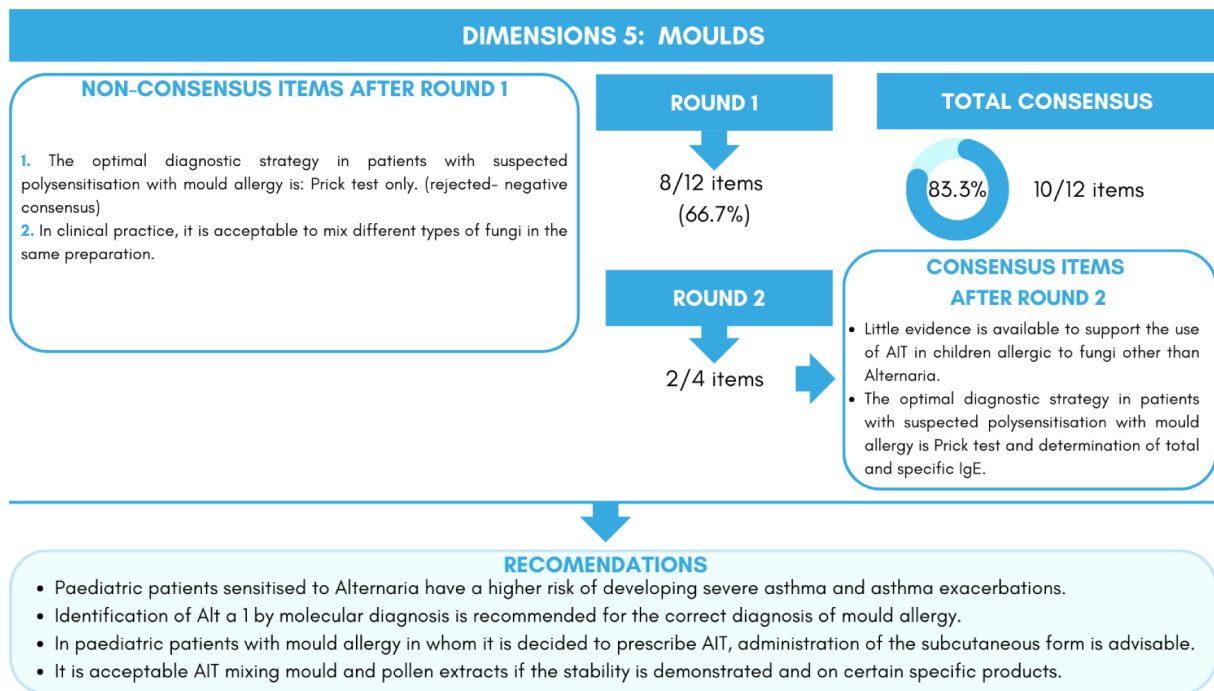 DIMENSIONS 5: MOULDS
NON-CONSENSUS ITEMS AFTER ROUND 1
1. The optimal diagnostic strategy in patients with suspected
polysensitisation with mould allergy is: Prick test only. (rejected- negative
consensus)
2. In clinical practice, it is acceptable to mix different types of fungi in the
same preparation.
ROUND 1
8/12 items
(66.7%)
ROUND 2
2/4 items
TOTAL CONSENSUS
83.3%
10/12 items
CONSENSUS ITEMS
AFTER ROUND 2
• Little evidence is available to support the use
of AIT in children allergic to fungi other than
Alternaria.
• The optimal diagnostic strategy in patients
with suspected polysensitisation with mould
allergy is Prick test and determination of total
and specific IgE.
RECOMENDATIONS
• Paediatric patients sensitised to Alternaria have a higher risk of developing severe asthma and asthma exacerbations.
• Identification of Alt a 1 by molecular diagnosis is recommended for the correct diagnosis of mould allergy.
• In paediatric patients with mould allergy in whom it is decided to prescribe AIT, administration of the subcutaneous form is advisable.
• It is acceptable AIT mixing mould and pollen extracts if the stability is demonstrated and on certain specific products.